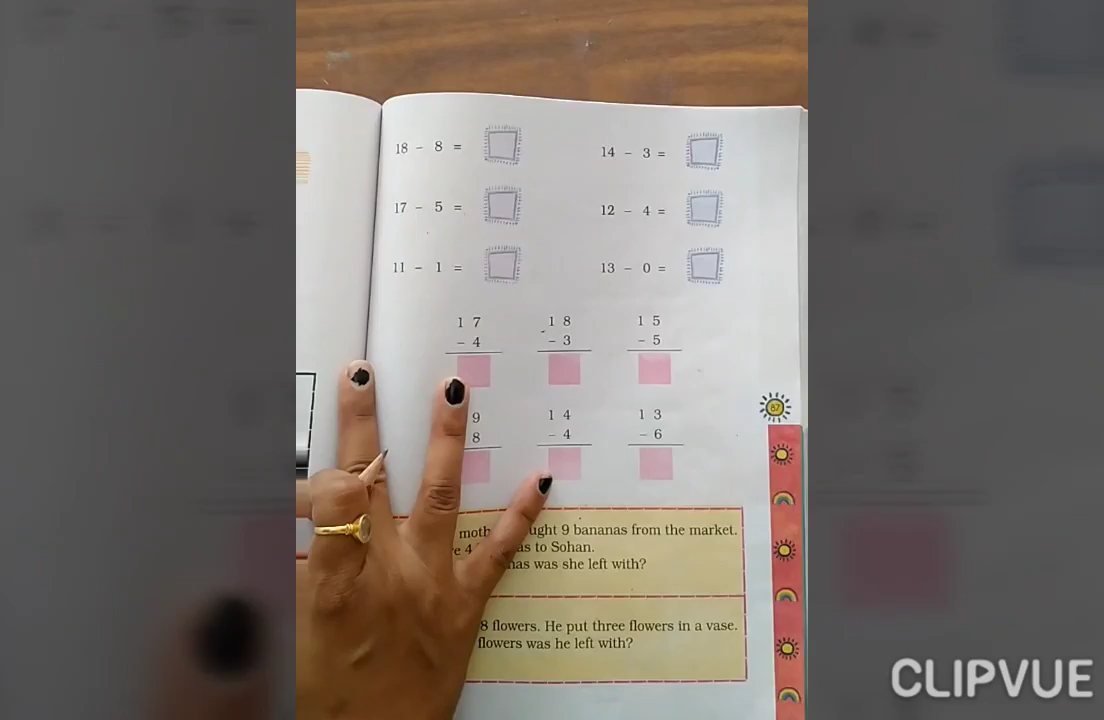 18 - 8 =
14 - 3 =
17 - 5 =
12 - 4 =
11 - 1 =
13 - 0 =
1 7 1 8 1 5
- 4 - 3 - 5
9 1 4 1 3
8 - 4 - 6
87
ught 9 bananas from the market.
as to Sohan.
nas was she left with?
8 flowers. He put three flowers in a vase.
flowers was he left with?
CLIPVUE